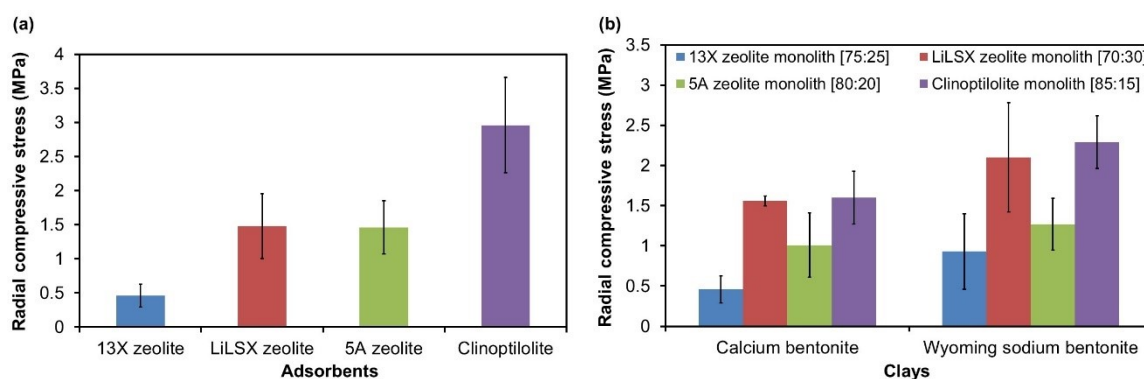 (a)
Radial compressive stress (MPa)
4
3.5
3
2.5
2
1.5
1
0.5
0
13X zeolite LiLSX zeolite 5A zeolite Clinoptilolite
Adsorbents
(b)
Radial compressive stress (MPa)
3.5
3
2.5
2
1.5
1
0.5
0
13X zeolite monolith [75:25] LiLSX zeolite monolith [70:30]
5A zeolite monolith [80:20] Clinoptilolite monolith [85:15]
Calcium bentonite Wyoming sodium bentonite
Clays